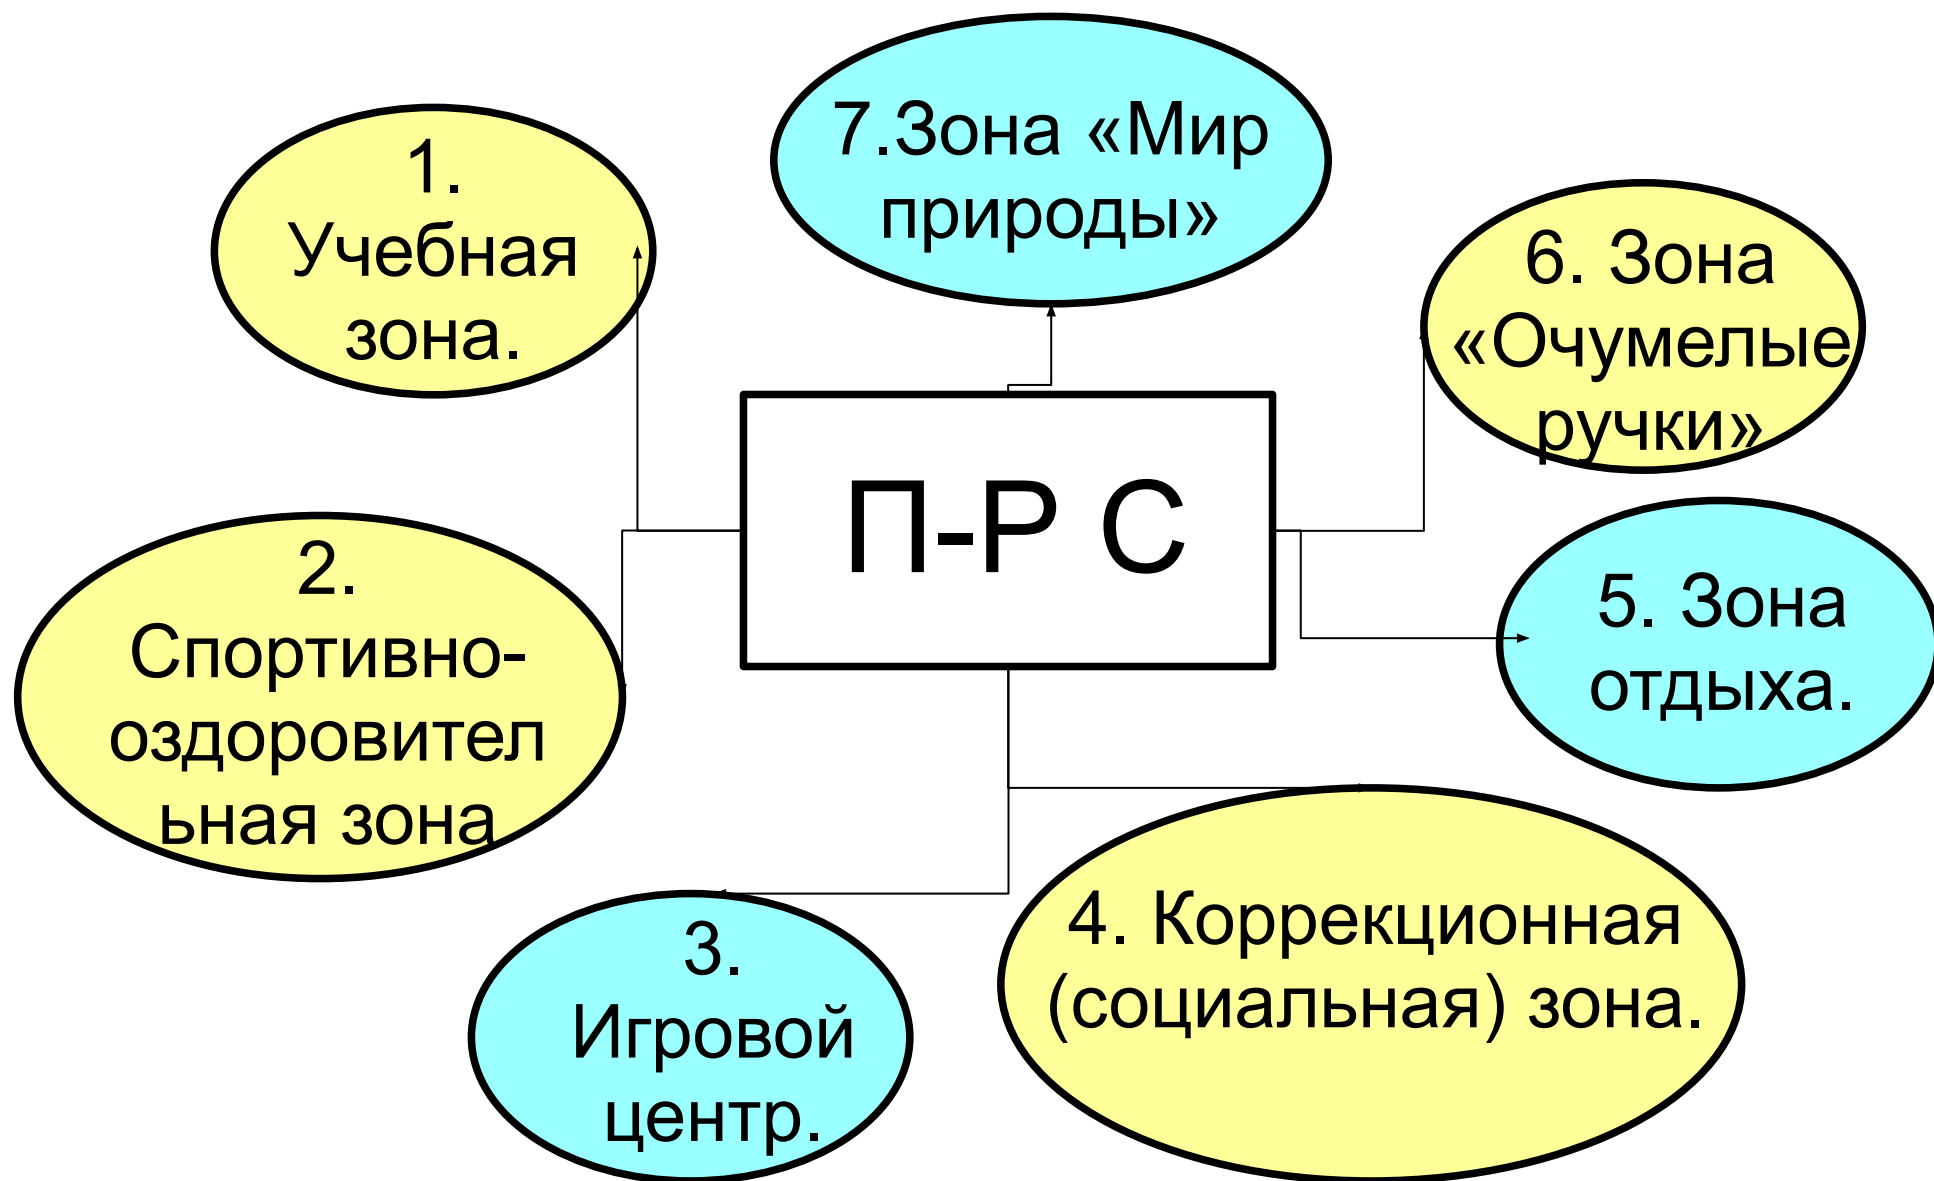 1.
Учебная
зона.
7.Зона «Мир
природы»
6. Зона
«Очумелые
ручки»
П-Р С
2.
Спортивно-
оздоровител
ьная зона
5. Зона
отдыха.
3.
Игровой
центр.
4. Коррекционная
(социальная) зона.